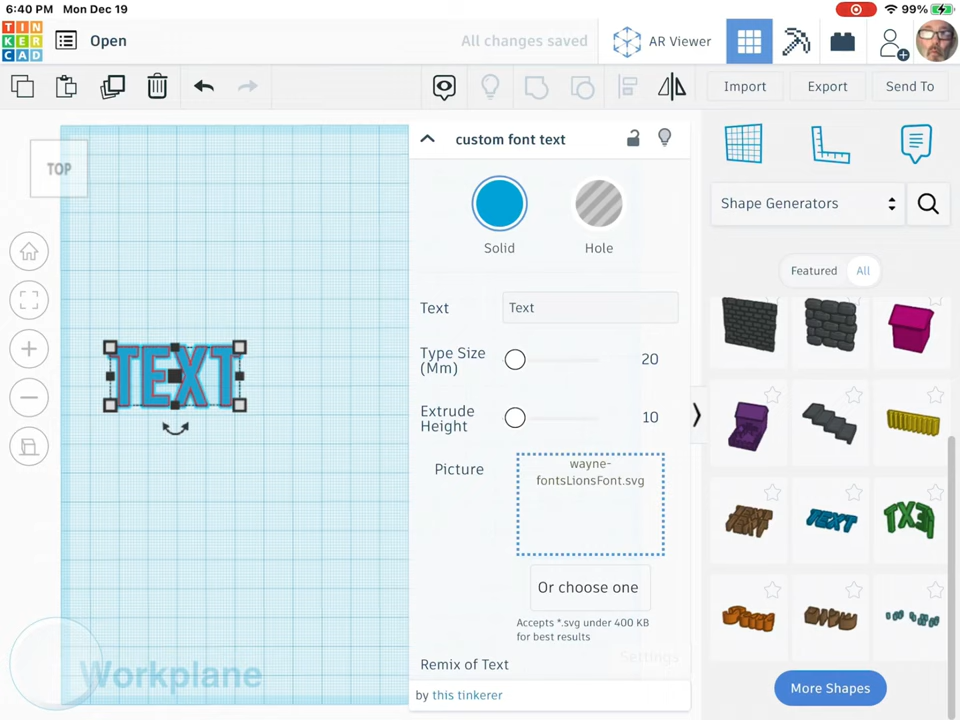 6:40 PM Mon Dec 19
99%
TIN
KER
CAD
Open
All changes saved
AR Viewer
Import
Export
Send To
TOP
custom font text
Solid
Hole
Shape Generators
Featured
All
Text
Text
Type Size
(Mm)
20
Extrude
Height
10
Picture
wayne-
fontsLionsFont.svg
Or choose one
Accepts *.svg under 400 KB
for best results
Remix of Text
Settings
by this tinkerer
TEXT
Workplane
TEXT
TEXT
TEXT
More Shapes